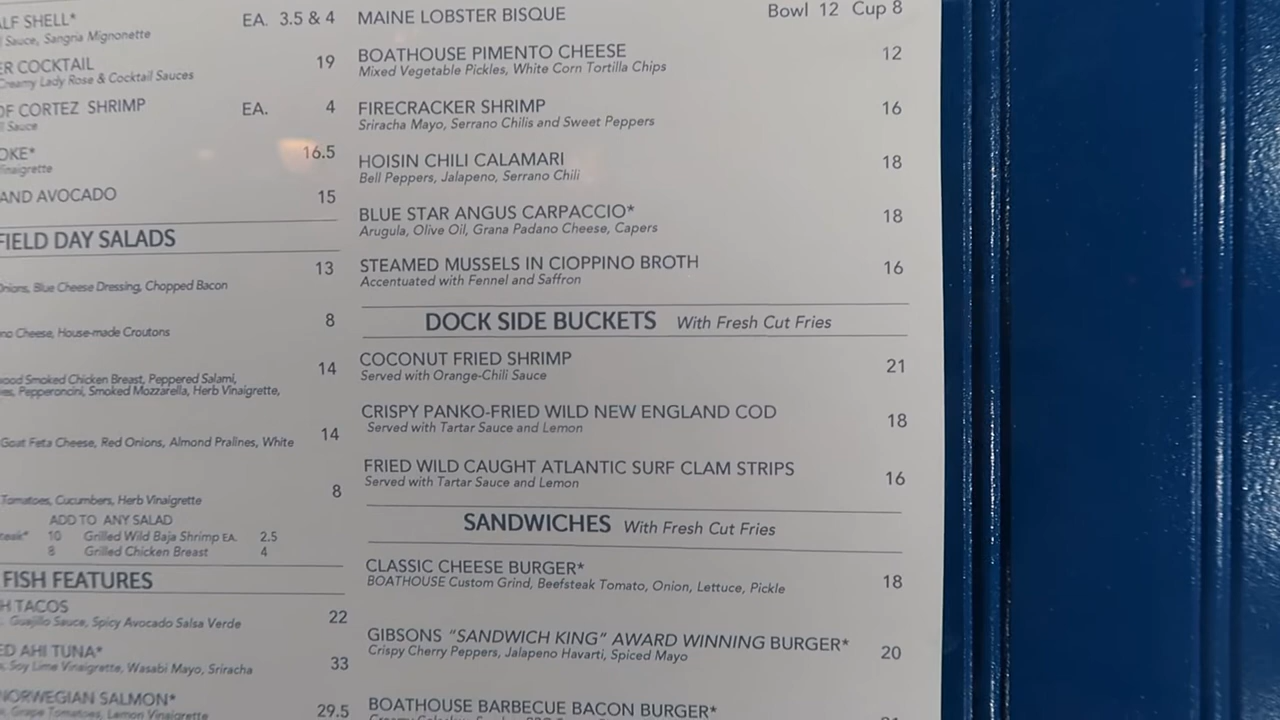 ALF SHELL* EA. 3.5 & 4
Sauce, Sangria Mignonette
ER COCKTAIL 19
Creamy Lady Rose & Cocktail Sauces
OF CORTEZ SHRIMP EA. 4
Sauce
OKE* 16.5
Vinaigrette
AND AVOCADO 15
FIELD DAY SALADS
13
Onions, Blue Cheese Dressing, Chopped Bacon
8
no Cheese, House-made Croutons
14
wood Smoked Chicken Breast, Peppered Salami,
es, Pepperoncini, Smoked Mozzarella, Herb Vinaigrette,
Goat Feta Cheese, Red Onions, Almond Pralines, White 14
8
Tomatoes, Cucumbers, Herb Vinaigrette
ADD TO ANY SALAD
teak* 10 Grilled Wild Baja Shrimp EA. 2.5
8 Grilled Chicken Breast 4
FISH FEATURES
H TACOS 22
Guajillo Sauce, Spicy Avocado Salsa Verde
ED AHI TUNA* 33
Soy Lime Vinaigrette, Wasabi Mayo, Sriracha
NORWEGIAN SALMON* 29.5
Grape Tomatoes, Lemon Vinaigrette
MAINE LOBSTER BISQUE Bowl 12 Cup 8
BOATHOUSE PIMENTO CHEESE 12
Mixed Vegetable Pickles, White Corn Tortilla Chips
FIRECRACKER SHRIMP 16
Sriracha Mayo, Serrano Chilis and Sweet Peppers
HOISIN CHILI CALAMARI 18
Bell Peppers, Jalapeno, Serrano Chili
BLUE STAR ANGUS CARPACCIO* 18
Arugula, Olive Oil, Grana Padano Cheese, Capers
STEAMED MUSSELS IN CIOPPINO BROTH 16
Accentuated with Fennel and Saffron
DOCK SIDE BUCKETS With Fresh Cut Fries
COCONUT FRIED SHRIMP 21
Served with Orange-Chili Sauce
CRISPY PANKO-FRIED WILD NEW ENGLAND COD 18
Served with Tartar Sauce and Lemon
FRIED WILD CAUGHT ATLANTIC SURF CLAM STRIPS 16
Served with Tartar Sauce and Lemon
SANDWICHES With Fresh Cut Fries
CLASSIC CHEESE BURGER* 18
BOATHOUSE Custom Grind, Beefsteak Tomato, Onion, Lettuce, Pickle
GIBSONS "SANDWICH KING" AWARD WINNING BURGER* 20
Crispy Cherry Peppers, Jalapeno Havarti, Spiced Mayo
BOATHOUSE BARBECUE BACON BURGER*